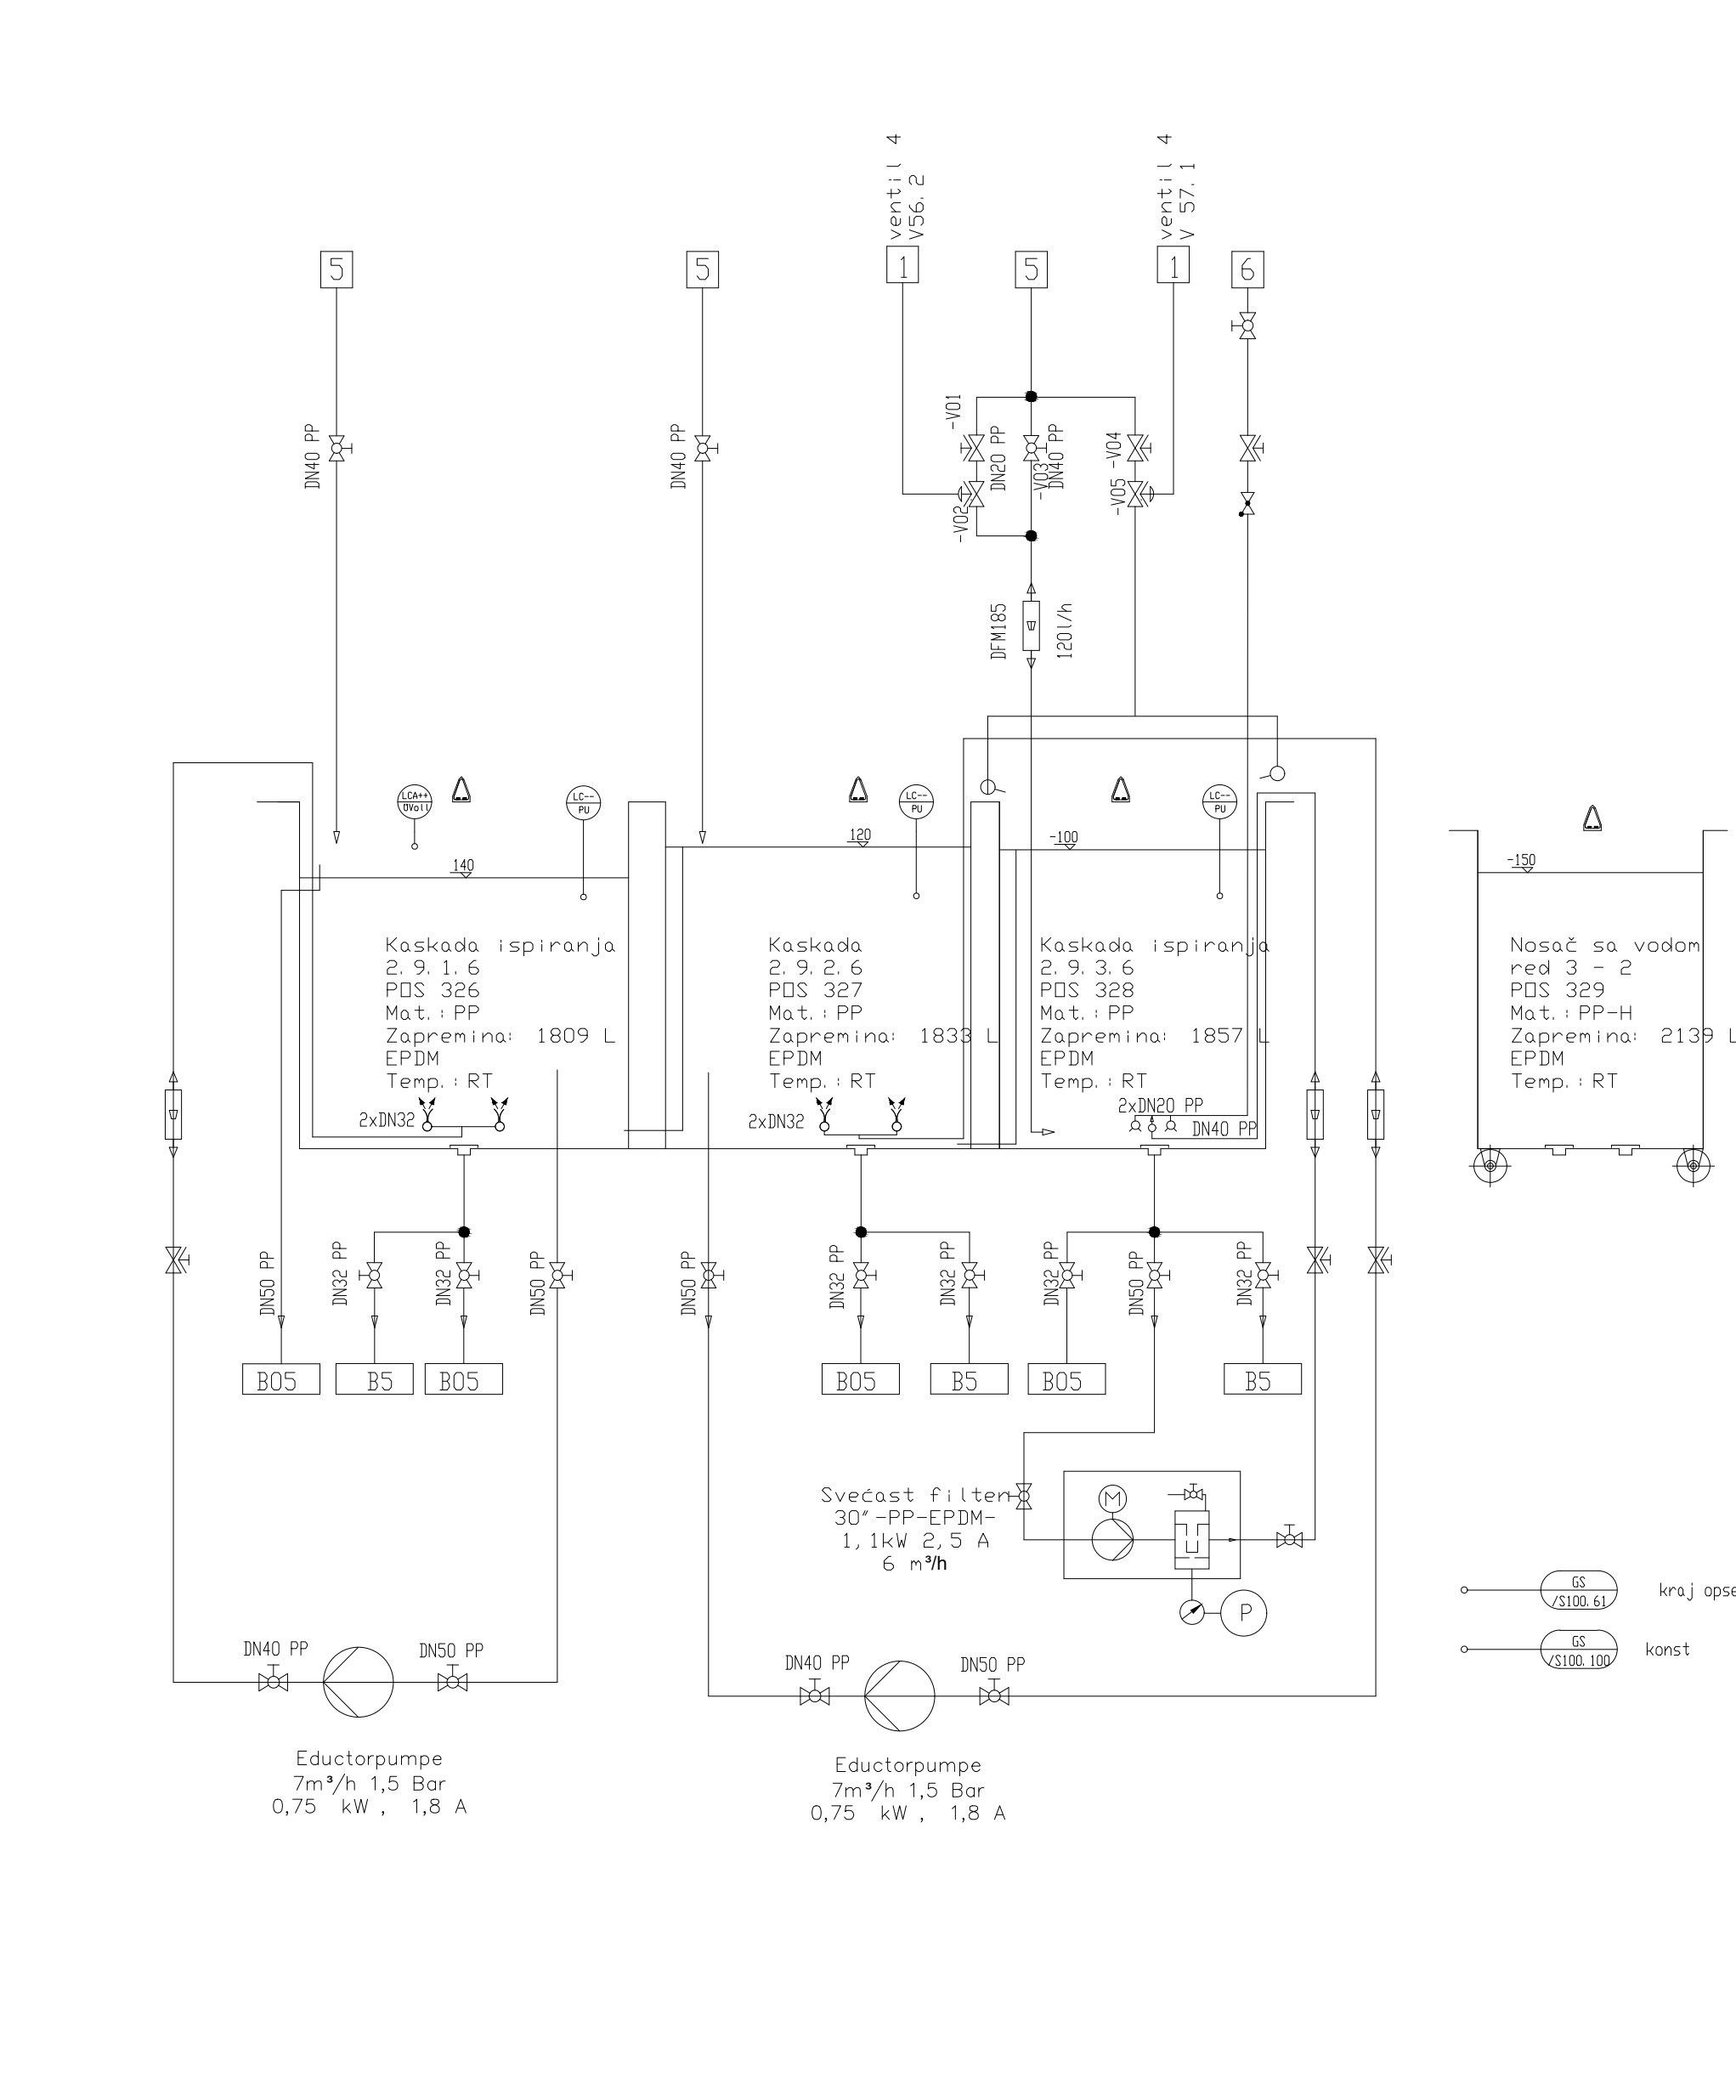 ventil 4
V56. 2
ventil 4
V 57. 1
5
5
1
5
1
6
DN40 PP
DN40 PP
-V01
DN20 PP
-V02
-V03
DN40 PP
-V04
-V05
DFM185
120l/h
LCA++
ÜVoll
LC--
PU
LC--
PU
LC--
PU
140
120
-100
-150
Kaskada ispiranja
2. 9. 1. 6
POS 326
Mat. : PP
Zapremina: 1809 L
EPDM
Temp. : RT
2xDN32
Kaskada
2. 9. 2. 6
POS 327
Mat. : PP
Zapremina: 1833 L
EPDM
Temp. : RT
2xDN32
Kaskada ispiranja
2. 9. 3. 6
POS 328
Mat. : PP
Zapremina: 1857 L
EPDM
Temp. : RT
2xDN20 PP
DN40 PP
Nosač sa vodom
red 3 - 2
POS 329
Mat. : PP-H
Zapremina: 2139 L
EPDM
Temp. : RT
DN50 PP
DN32 PP
DN32 PP
DN50 PP
DN50 PP
DN32 PP
DN32 PP
DN32 PP
DN50 PP
DN32 PP
B05
B5
B05
B05
B5
B05
B5
Svećast filter
30" -PP-EPDM-
1, 1kW 2, 5 A
6 m³/h
M
P
GS
/S100. 61
kraj opse
GS
/S100. 100
konst
DN40 PP
DN50 PP
Eductorpumpe
7m³/h 1,5 Bar
0,75 kW , 1,8 A
DN40 PP
DN50 PP
Eductorpumpe
7m³/h 1,5 Bar
0,75 kW , 1,8 A